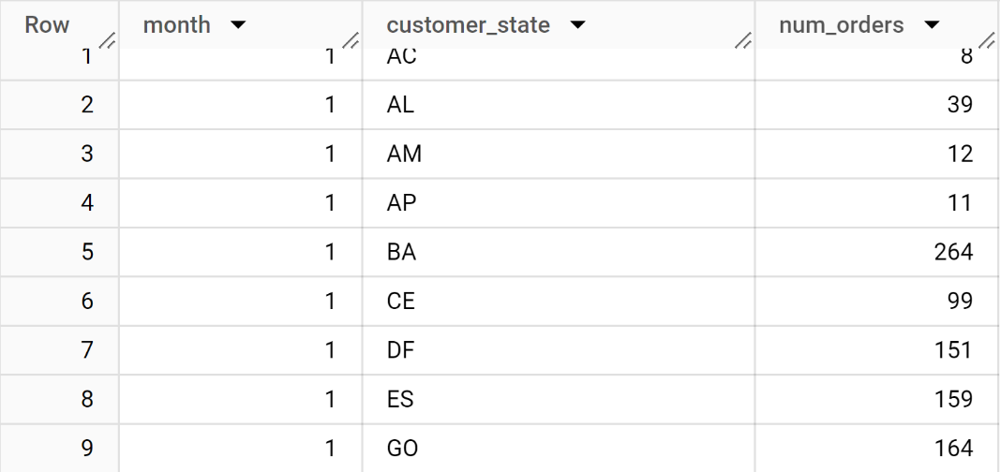 Row month customer_state num_orders
1 1 AC 8
2 1 AL 39
3 1 AM 12
4 1 AP 11
5 1 BA 264
6 1 CE 99
7 1 DF 151
8 1 ES 159
9 1 GO 164